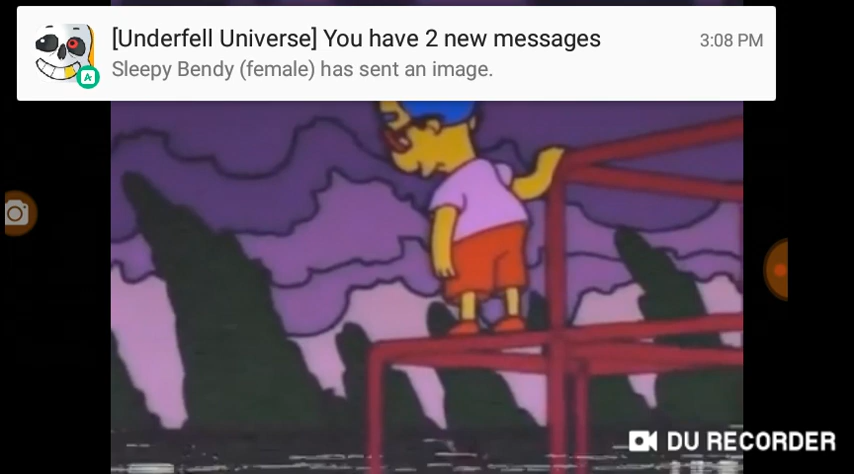 [Underfell Universe] You have 2 new messages
3:08 PM
Sleepy Bendy (female) has sent an image.
DU RECORDER